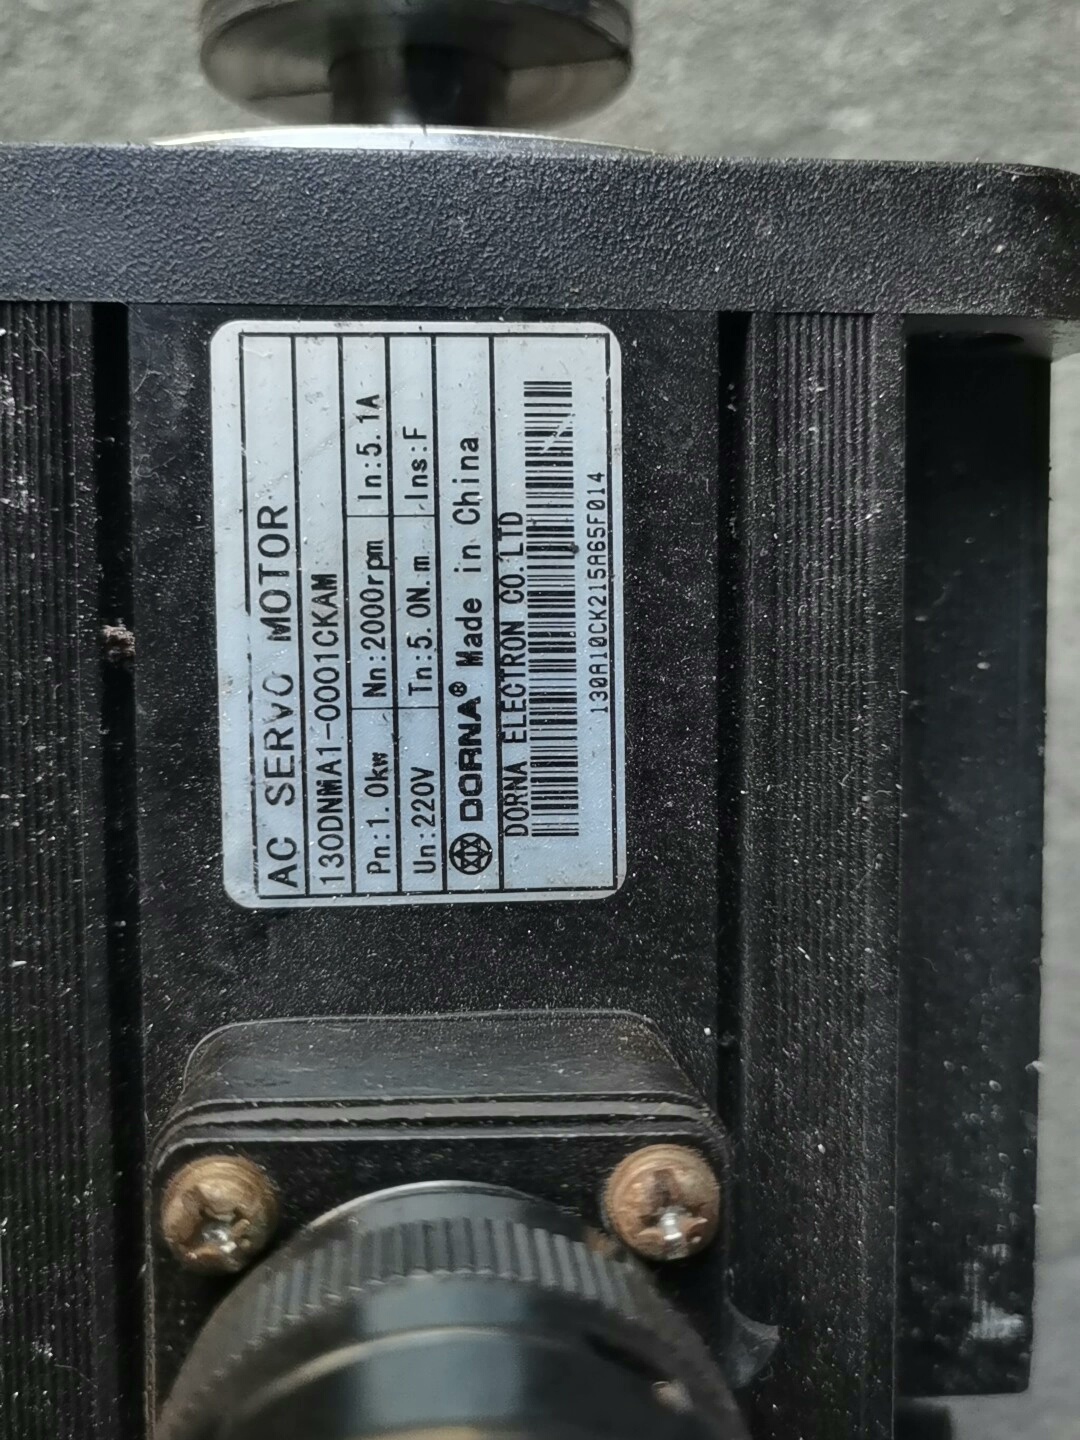 AC SERVO MOTOR
130DNMA1-0001CKAM
Pn:1.0kw Nn:2000rpm In:5.1A
Un:220V Tn:5.0N.m Ins:F
DORNA® Made in China
DORNA ELECTRON CO.LTD
130A10CK215A65F014